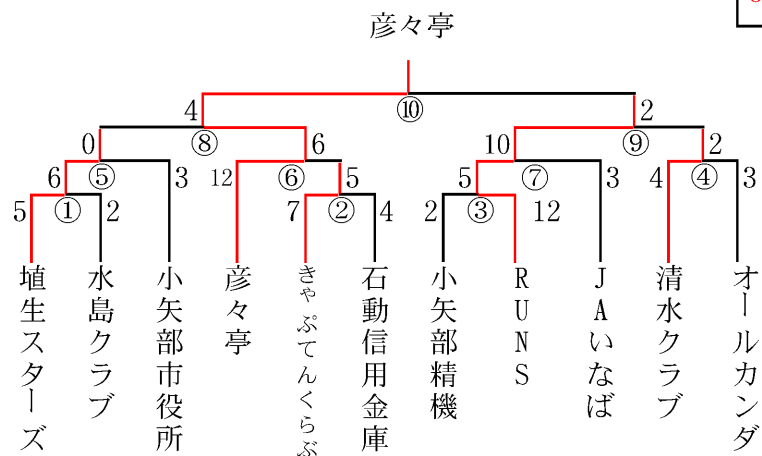 彦々亭
4
⑩
2
0
⑧
6
10
⑨
2
6
⑤
3
12
⑥
5
5
⑦
3
4
④
3
5
①
2
7
②
4
2
③
12
埴生スターズ
水島クラブ
小矢部市役所
彦々亭
きゃぷてんくらぶ
石動信用金庫
小矢部精機
RUNS
JAいなば
清水クラブ
オールカンダ